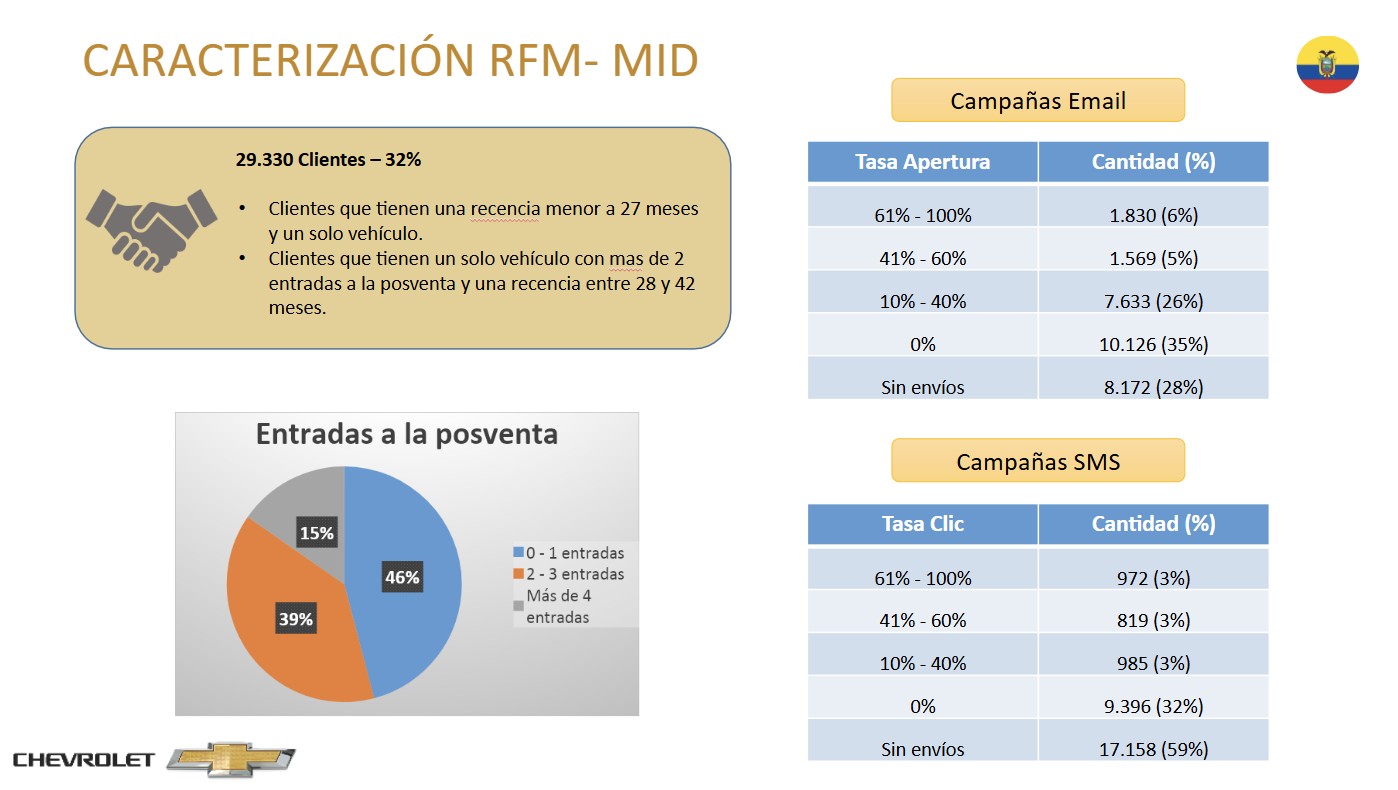 CARACTERIZACIÓN RFM- MID
29.330 Clientes – 32%
• Clientes que tienen una recencia menor a 27 meses
y un solo vehículo.
• Clientes que tienen un solo vehículo con mas de 2
entradas a la posventa y una recencia entre 28 y 42
meses.
Entradas a la posventa
15%
46%
39%
0 - 1 entradas
2 - 3 entradas
Más de 4
entradas
CHEVROLET
Campañas Email
Tasa Apertura Cantidad (%)
61% - 100% 1.830 (6%)
41% - 60% 1.569 (5%)
10% - 40% 7.633 (26%)
0% 10.126 (35%)
Sin envíos 8.172 (28%)
Campañas SMS
Tasa Clic Cantidad (%)
61% - 100% 972 (3%)
41% - 60% 819 (3%)
10% - 40% 985 (3%)
0% 9.396 (32%)
Sin envíos 17.158 (59%)